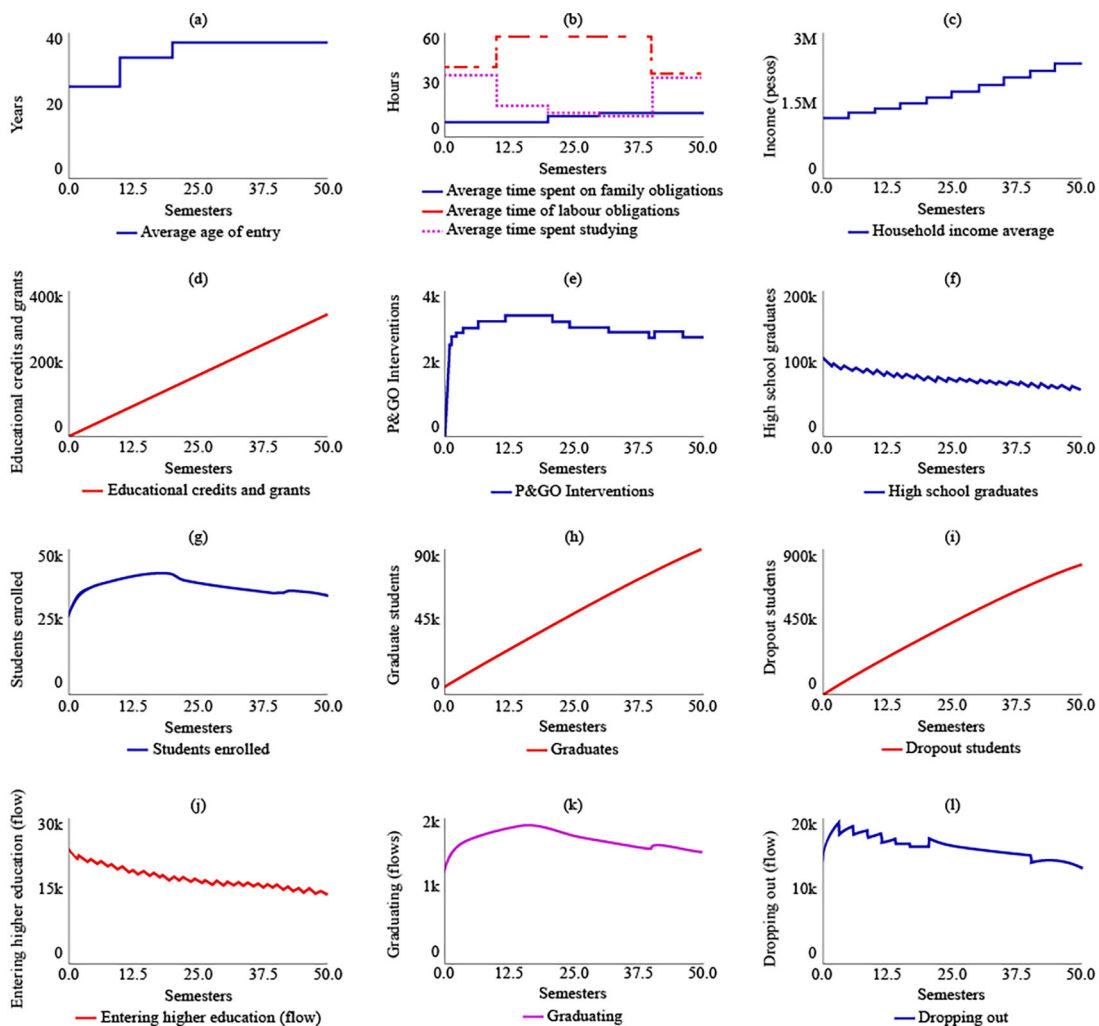 (a)
40
20
0
Years
0.0 12.5 25.0 37.5 50.0
Semesters
Average age of entry
(b)
60
30
0
Hours
0.0 12.5 25.0 37.5 50.0
Semesters
Average time spent on family obligations
Average time of labour obligations
Average time spent studying
(c)
3M
1.5M
0
Income (pesos)
0.0 12.5 25.0 37.5 50.0
Semesters
Household income average
(d)
400k
200k
0
Educational credits and grants
0.0 12.5 25.0 37.5 50.0
Semesters
Educational credits and grants
(e)
4k
2k
0
P&GO Interventions
0.0 12.5 25.0 37.5 50.0
Semesters
P&GO Interventions
(f)
200k
100k
0
High school graduates
0.0 12.5 25.0 37.5 50.0
Semesters
High school graduates
(g)
50k
25k
0
Students enrolled
0.0 12.5 25.0 37.5 50.0
Semesters
Students enrolled
(h)
90k
45k
0
Graduate students
0.0 12.5 25.0 37.5 50.0
Semesters
Graduates
(i)
900k
450k
0
Dropout students
0.0 12.5 25.0 37.5 50.0
Semesters
Dropout students
(j)
30k
15k
0
Entering higher education (flow)
0.0 12.5 25.0 37.5 50.0
Semesters
Entering higher education (flow)
(k)
2k
1k
0
Graduating (flows)
0.0 12.5 25.0 37.5 50.0
Semesters
Graduating
(l)
20k
10k
0
Dropping out (flow)
0.0 12.5 25.0 37.5 50.0
Semesters
Dropping out